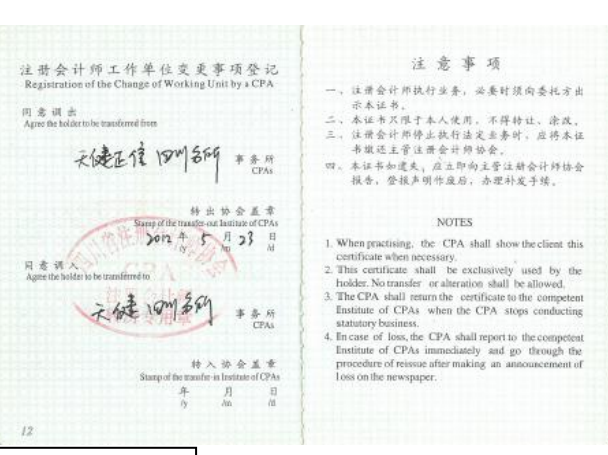 注册会计师工作单位变更事项登记
Registration of the Change of Working Unit by a CPA
同意调出
Agree the holder to be transferred from
天健正信 四川分所
事务所
CPAs
转出协会盖章
Stamp of the transfer-out Institute of CPAs
2012 年 5 月 23 日
/y /m /d
同意调入
Agree the holder to be transferred to
天健 四川分所
事务所
CPAs
转入协会盖章
Stamp of the transfer-in Institute of CPAs
年 月 日
/y /m /d
12
注意事项
一、注册会计师执行业务，必要时须向委托方出
示本证书。
二、本证书只限于本人使用，不得转让、涂改。
三、注册会计师停止执行法定业务时，应将本证
书缴还主管注册会计师协会。
四、本证书如遗失，应立即向主管注册会计师协会
报告，登报声明作废后，办理补发手续。
NOTES
1. When practising, the CPA shall show the client this
certificate when necessary.
2. This certificate shall be exclusively used by the
holder. No transfer or alteration shall be allowed.
3. The CPA shall return the certificate to the competent
Institute of CPAs when the CPA stops conducting
statutory business.
4. In case of loss, the CPA shall report to the competent
Institute of CPAs immediately and go through the
procedure of reissue after making an announcement of
loss on the newspaper.